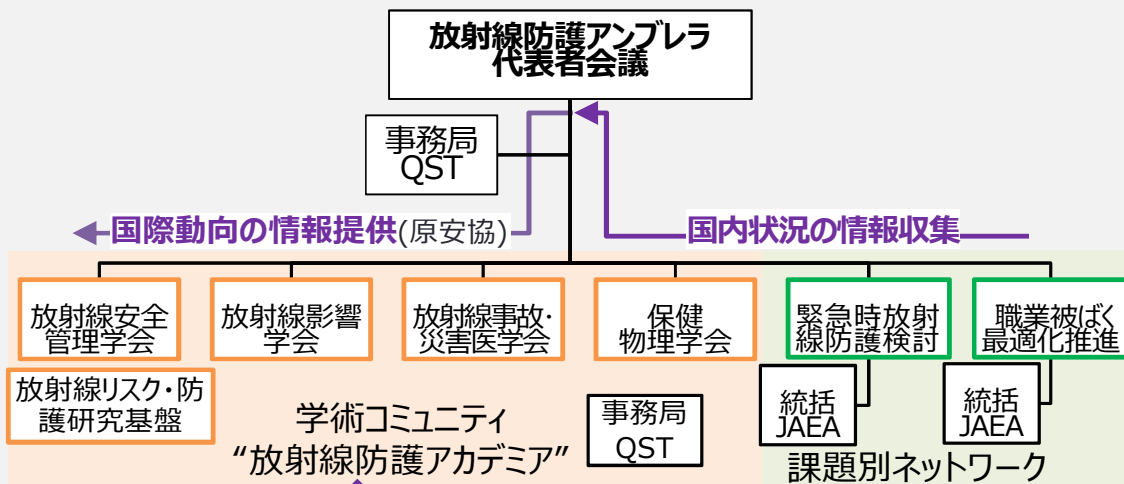 放射線防護アンブレラ
代表者会議
事務局
QST
国際動向の情報提供(原安協)
国内状況の情報収集
放射線安全
管理学会
放射線影響
学会
放射線事故・
災害医学会
保健
物理学会
緊急時放射
線防護検討
職業被ばく
最適化推進
放射線リスク・防
護研究基盤
学術コミュニティ
“放射線防護アカデミア”
事務局
QST
統括
JAEA
統括
JAEA
課題別ネットワーク